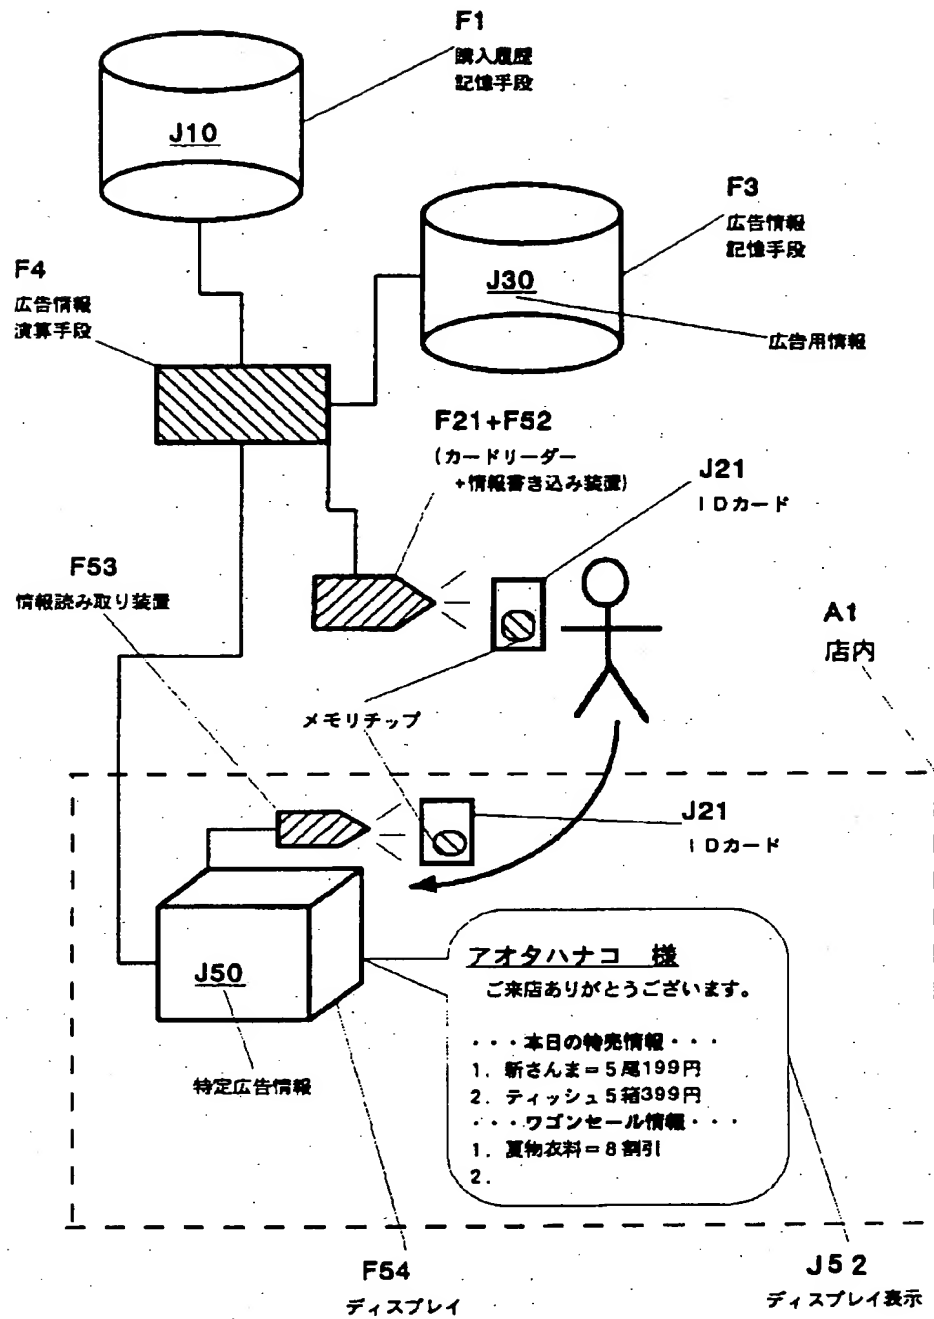 F1
購入履歴
記憶手段
J10
F3
広告情報
記憶手段
J30
広告用情報
F4
広告情報
演算手段
F21+F52
(カードリーダー
+情報書き込み装置)
J21
IDカード
F53
情報読み取り装置
A1
店内
メモリチップ
J21
IDカード
J50
特定広告情報
アオタハナコ 様
ご来店ありがとうございます。
・・・本日の特売情報・・・
1. 新さんま=5尾199円
2. ティッシュ5箱399円
・・・ワゴンセール情報・・・
1. 夏物衣料=8割引
2.
F54
ディスプレイ
J52
ディスプレイ表示